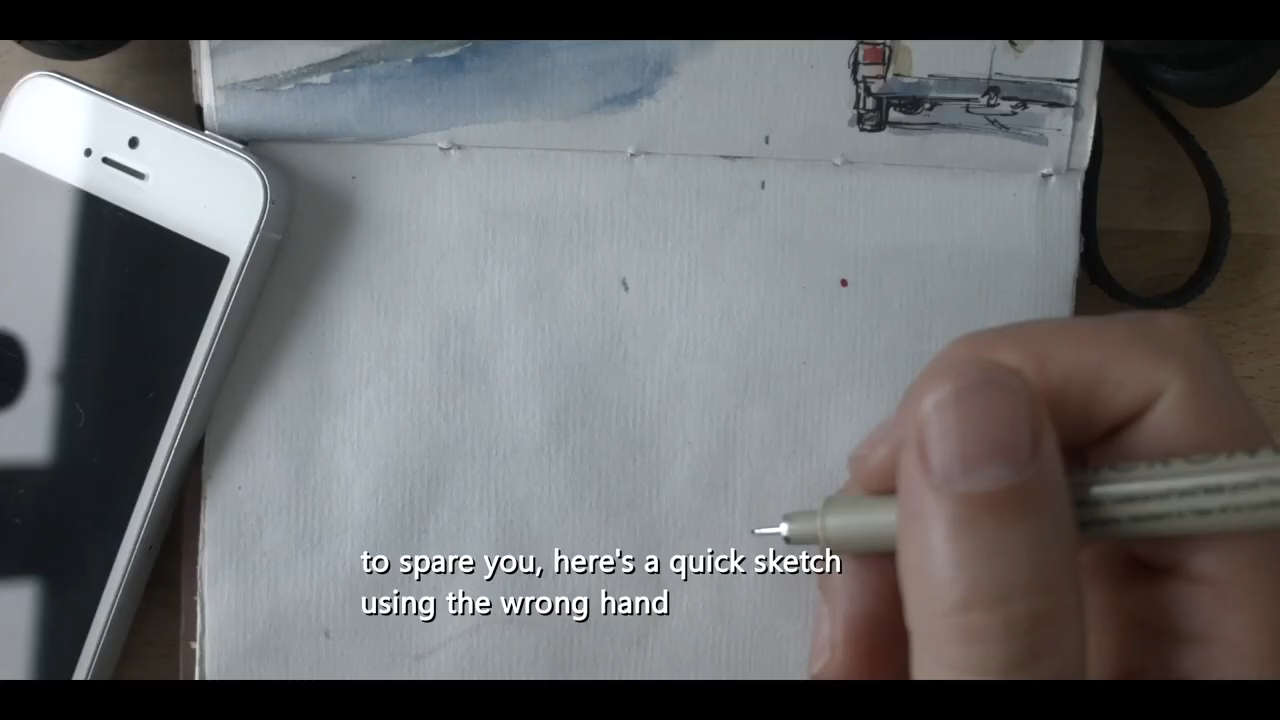 to spare you, here's a quick sketch
using the wrong hand